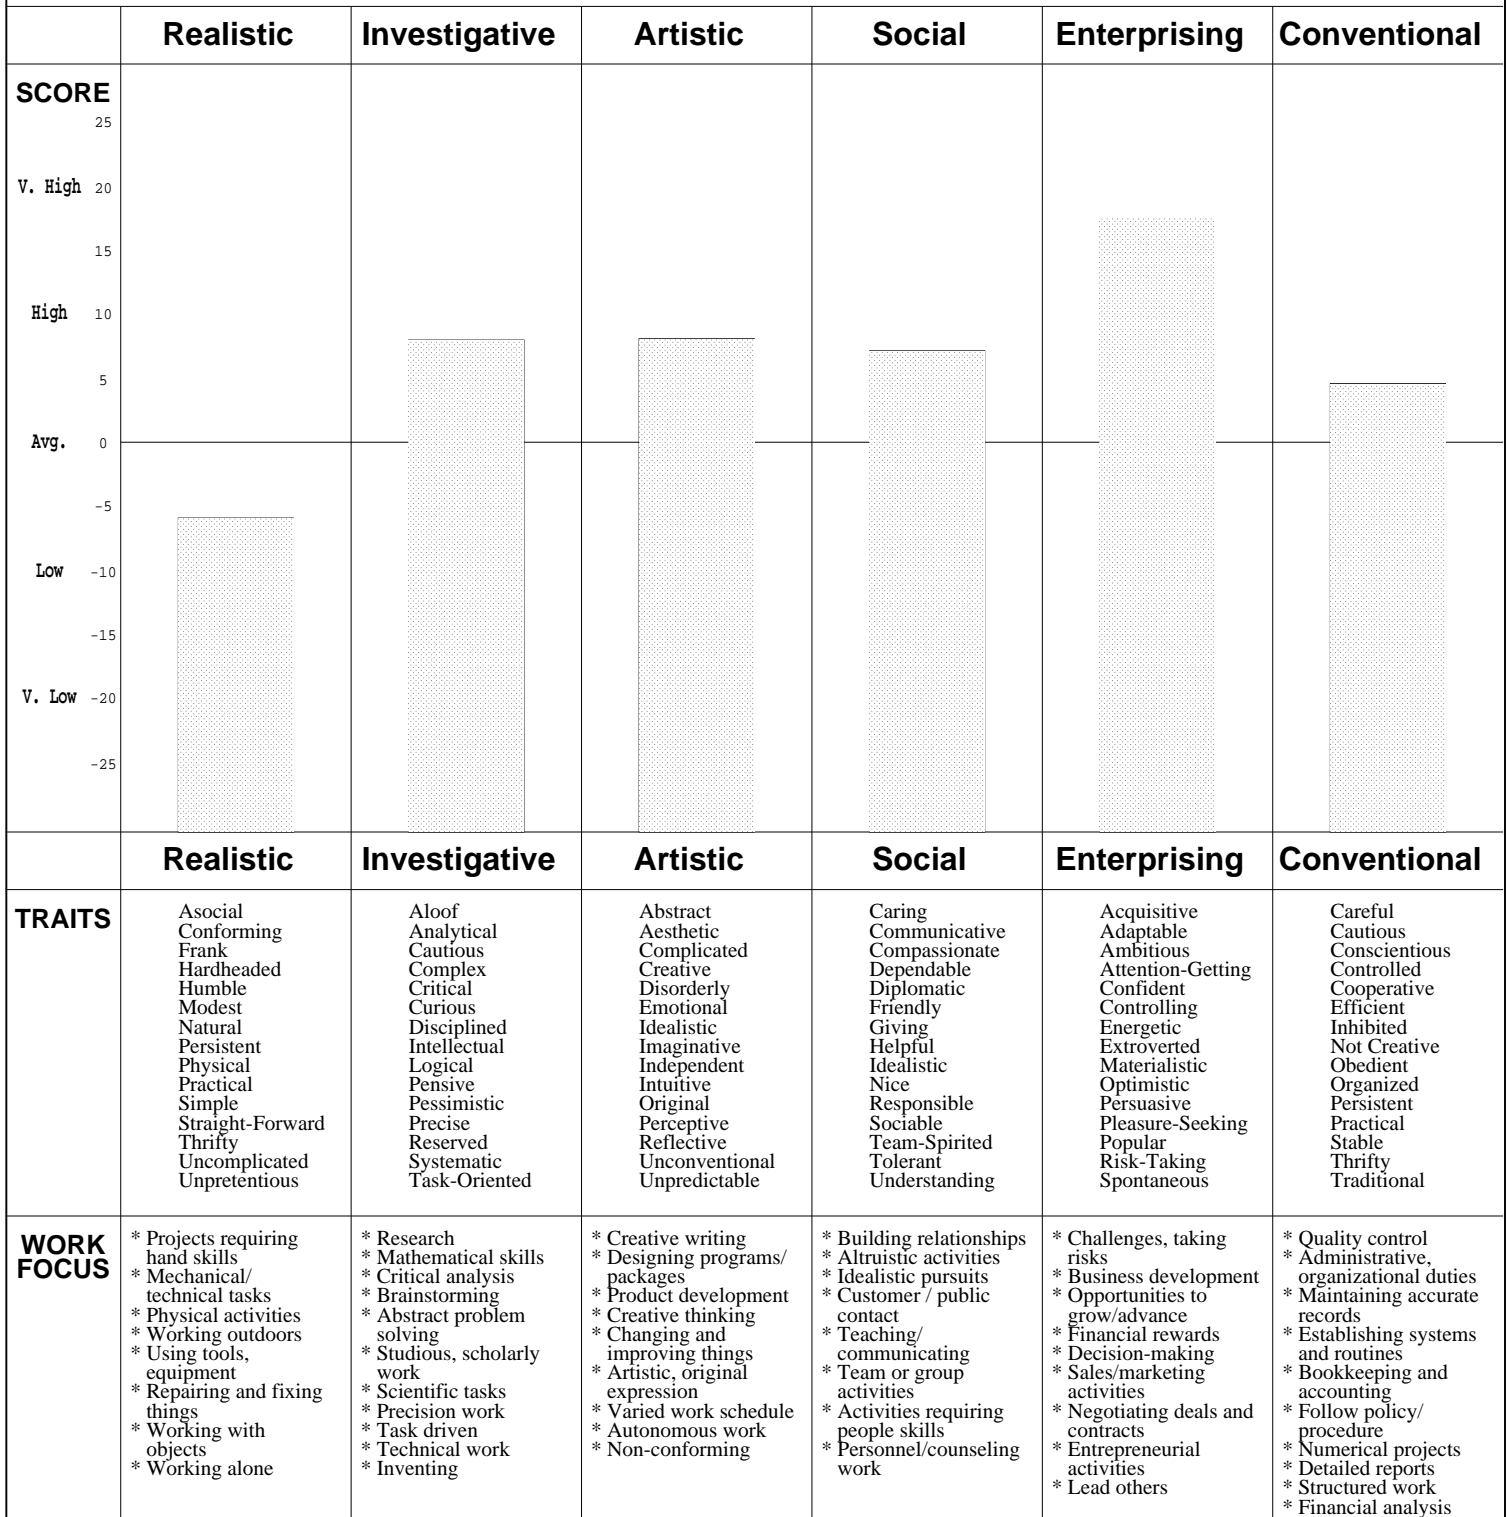 Realistic Investigative Artistic Social Enterprising Conventional
SCORE
25
V. High 20
15
High 10
5
Avg. 0
-5
Low -10
-15
V. Low -20
-25
Realistic Investigative Artistic Social Enterprising Conventional
TRAITS
Asocial
Conforming
Frank
Hardheaded
Humble
Modest
Natural
Persistent
Physical
Practical
Simple
Straight-Forward
Thrifty
Uncomplicated
Unpretentious
Aloof
Analytical
Cautious
Complex
Critical
Curious
Disciplined
Intellectual
Logical
Pensive
Pessimistic
Precise
Reserved
Systematic
Task-Oriented
Abstract
Aesthetic
Complicated
Creative
Disorderly
Emotional
Idealistic
Imaginative
Independent
Intuitive
Original
Perceptive
Reflective
Unconventional
Unpredictable
Caring
Communicative
Compassionate
Dependable
Diplomatic
Friendly
Giving
Helpful
Idealistic
Nice
Responsible
Sociable
Team-Spirited
Tolerant
Understanding
Acquisitive
Adaptable
Ambitious
Attention-Getting
Confident
Controlling
Energetic
Extroverted
Materialistic
Optimistic
Persuasive
Pleasure-Seeking
Popular
Risk-Taking
Spontaneous
Careful
Cautious
Conscientious
Controlled
Cooperative
Efficient
Inhibited
Not Creative
Obedient
Organized
Persistent
Practical
Stable
Thrifty
Traditional
WORK
FOCUS
* Projects requiring
hand skills
* Mechanical/
technical tasks
* Physical activities
* Working outdoors
* Using tools,
equipment
* Repairing and fixing
things
* Working with
objects
* Working alone
* Research
* Mathematical skills
* Critical analysis
* Brainstorming
* Abstract problem
solving
* Studious, scholarly
work
* Scientific tasks
* Precision work
* Task driven
* Technical work
* Inventing
* Creative writing
* Designing programs/
packages
* Product development
* Creative thinking
* Changing and
improving things
* Artistic, original
expression
* Varied work schedule
* Autonomous work
* Non-conforming
* Building relationships
* Altruistic activities
* Idealistic pursuits
* Customer / public
contact
* Teaching/
communicating
* Team or group
activities
* Activities requiring
people skills
* Personnel/counseling
work
* Challenges, taking
risks
* Business development
* Opportunities to
grow/advance
* Financial rewards
* Decision-making
* Sales/marketing
activities
* Negotiating deals and
contracts
* Entrepreneurial
activities
* Lead others
* Quality control
* Administrative,
organizational duties
* Maintaining accurate
records
* Establishing systems
and routines
* Bookkeeping and
accounting
* Follow policy/
procedure
* Numerical projects
* Detailed reports
* Structured work
* Financial analysis